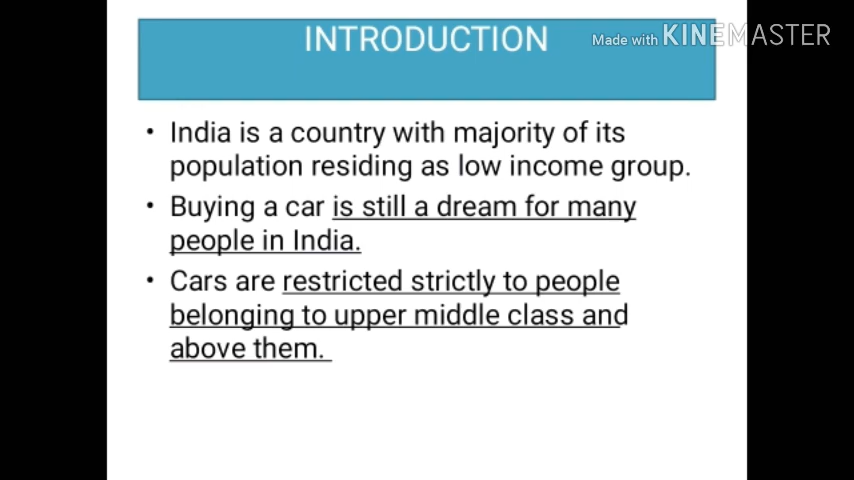 INTRODUCTION
Made with KINEMASTER
• India is a country with majority of its
population residing as low income group.
• Buying a car is still a dream for many
people in India.
• Cars are restricted strictly to people
belonging to upper middle class and
above them.